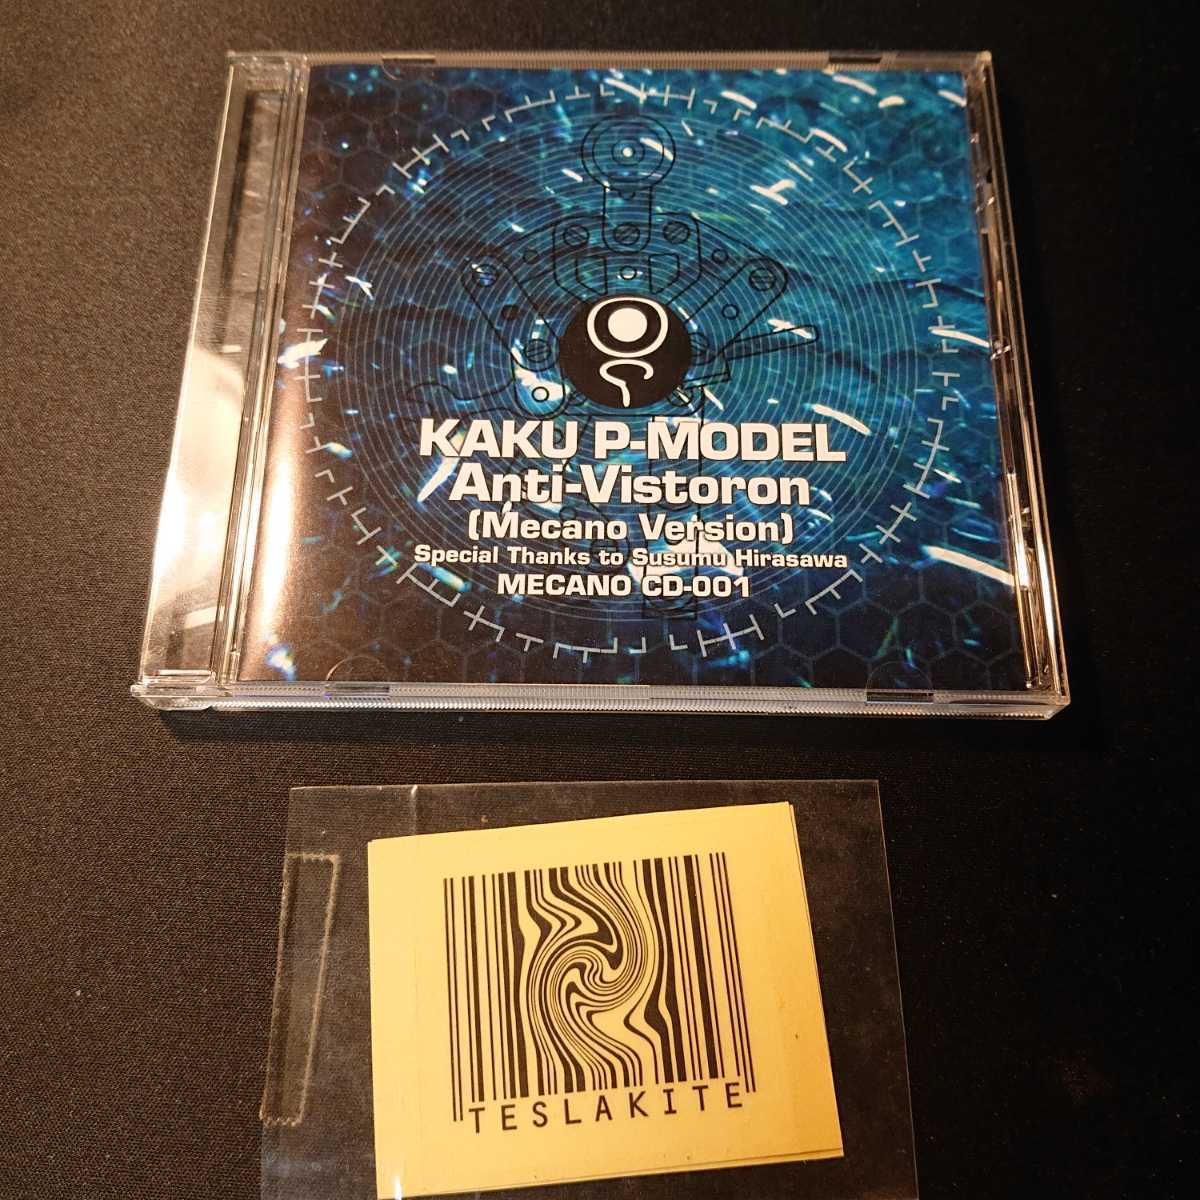 KAKU P-MODEL
Anti-Vistoron
(Mecano Version)
Special Thanks to Susumu Hirasawa
MECANO CD-001
TESLAKITE